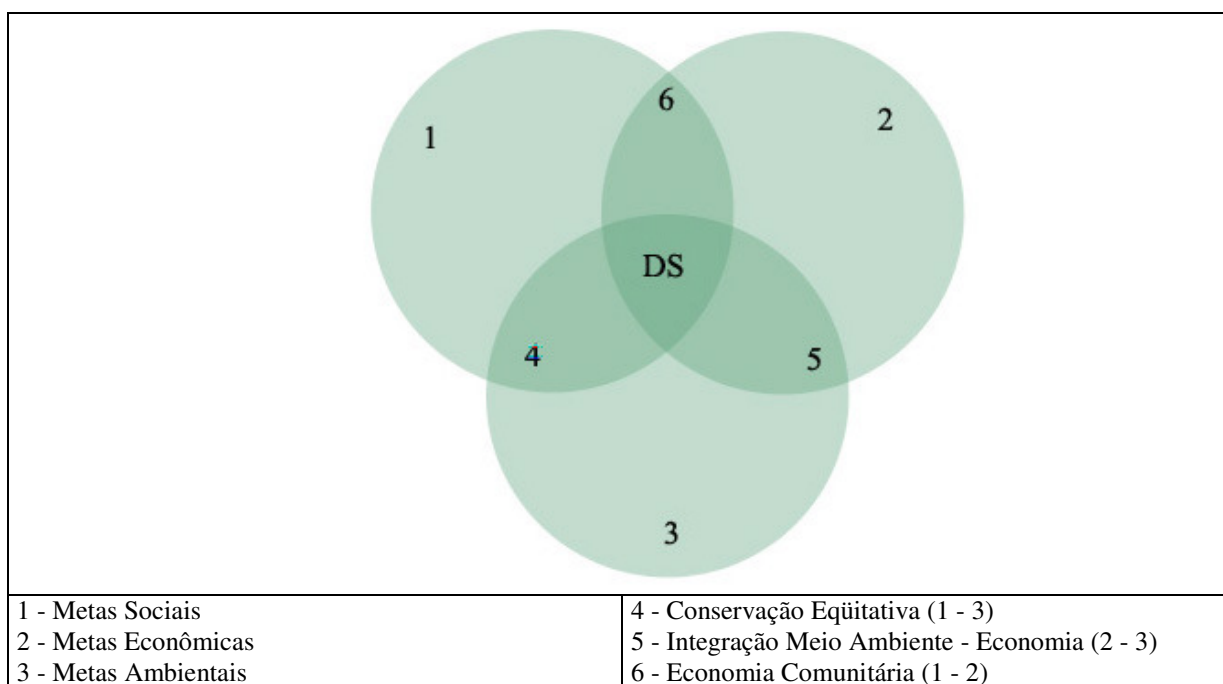 6
2
1
DS
4
5
3
1 - Metas Sociais
2 - Metas Econômicas
3 - Metas Ambientais
4 - Conservação Eqüitativa (1 - 3)
5 - Integração Meio Ambiente - Economia (2 - 3)
6 - Economia Comunitária (1 - 2)